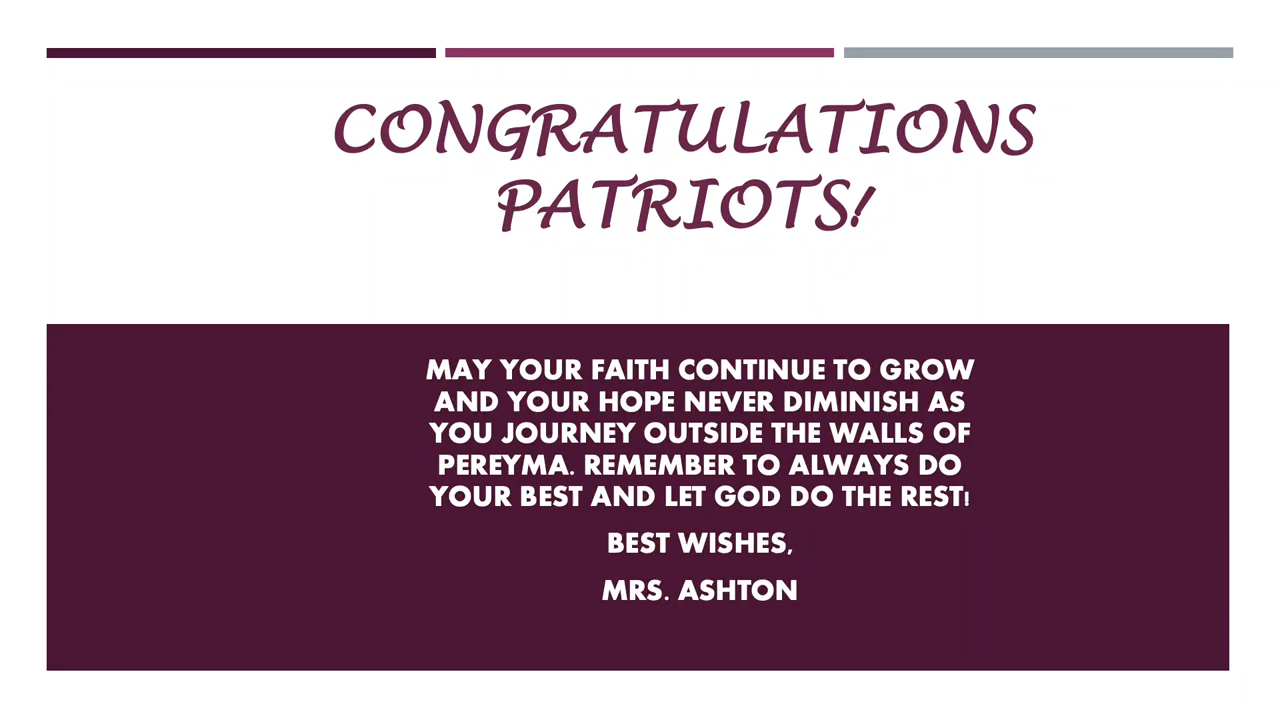 CONGRATULATIONS
PATRIOTS!
MAY YOUR FAITH CONTINUE TO GROW
AND YOUR HOPE NEVER DIMINISH AS
YOU JOURNEY OUTSIDE THE WALLS OF
PEREYMA. REMEMBER TO ALWAYS DO
YOUR BEST AND LET GOD DO THE REST!
BEST WISHES,
MRS. ASHTON